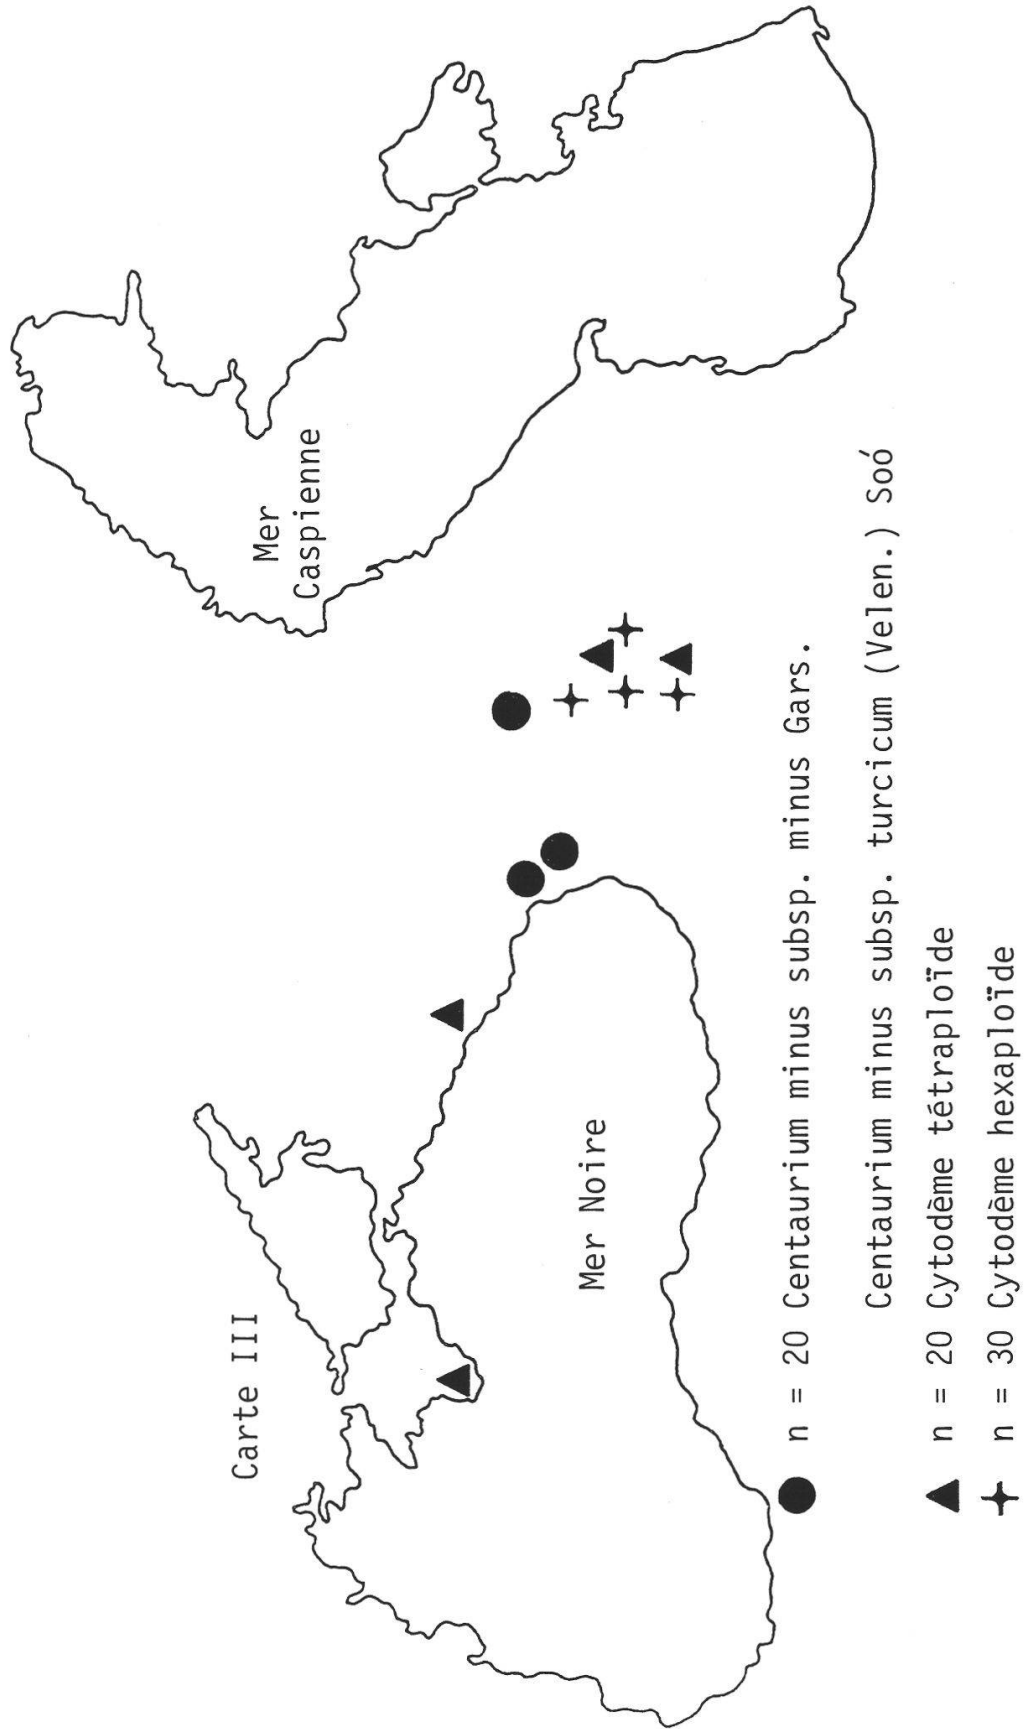 Carte III
Mer
Caspienne
Mer Noire
n = 20 Centaurium minus subsp. minus Gars.
Centaurium minus subsp. turcicum (Velen.) Soó
n = 20 Cytodème tétraploïde
n = 30 Cytodème hexaploïde